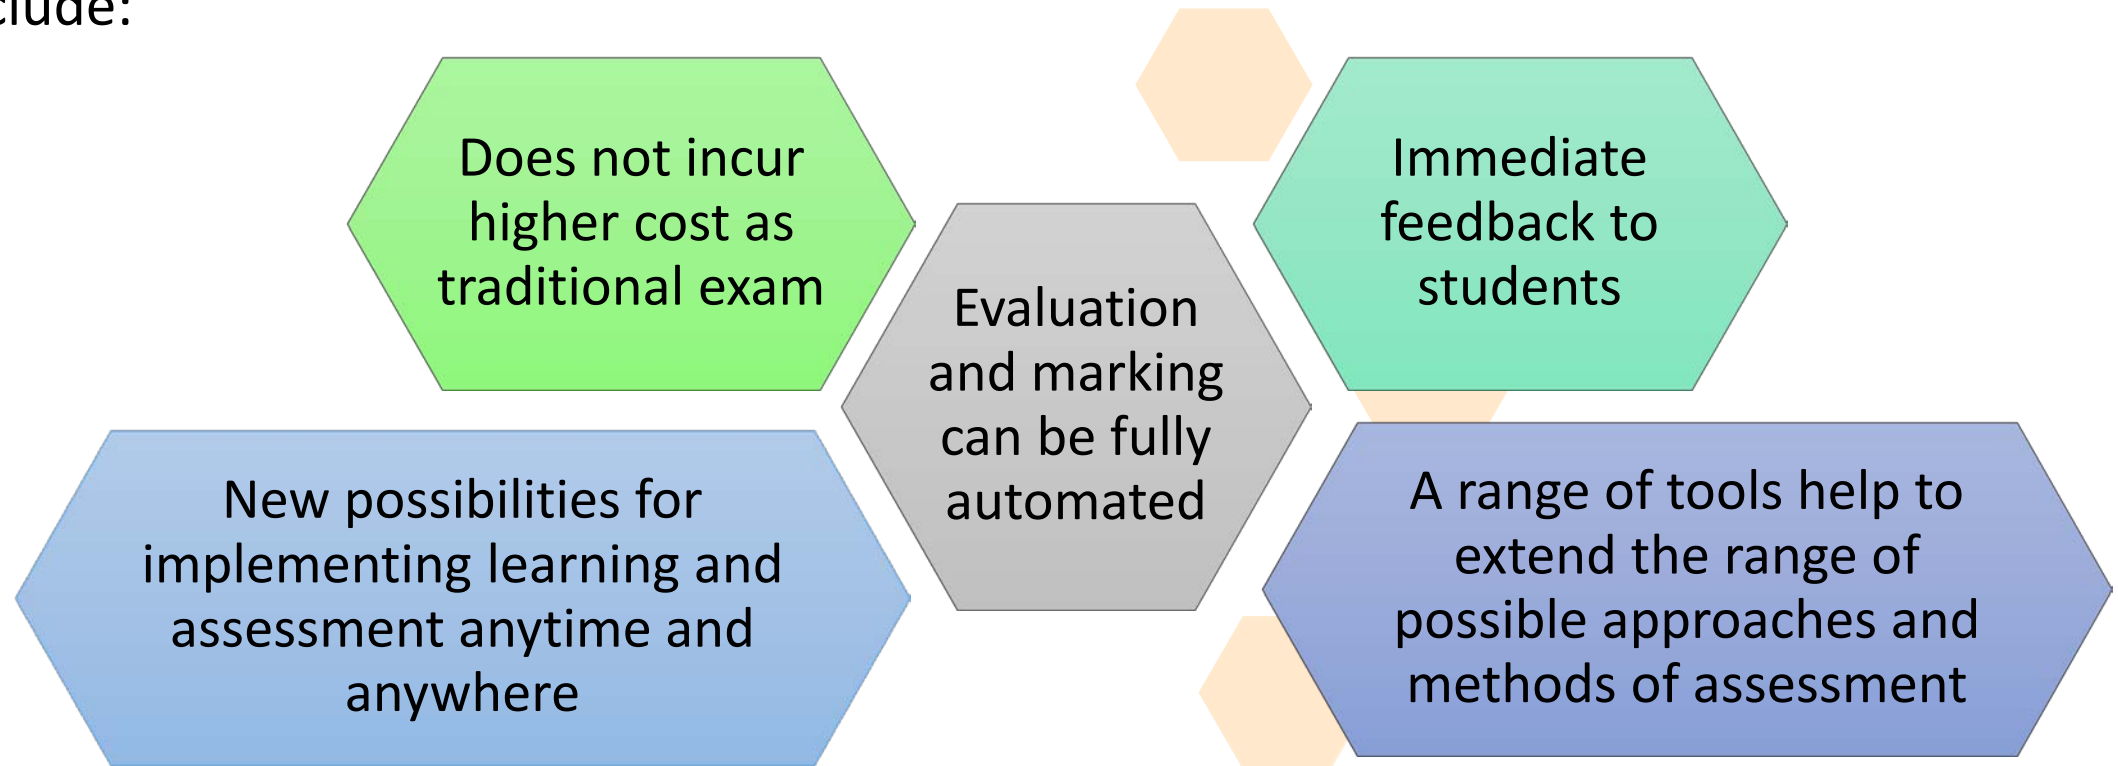 clude:
Does not incur
higher cost as
traditional exam
Immediate
feedback to
students
Evaluation
and marking
can be fully
automated
New possibilities for
implementing learning and
assessment anytime and
anywhere
A range of tools help to
extend the range of
possible approaches and
methods of assessment